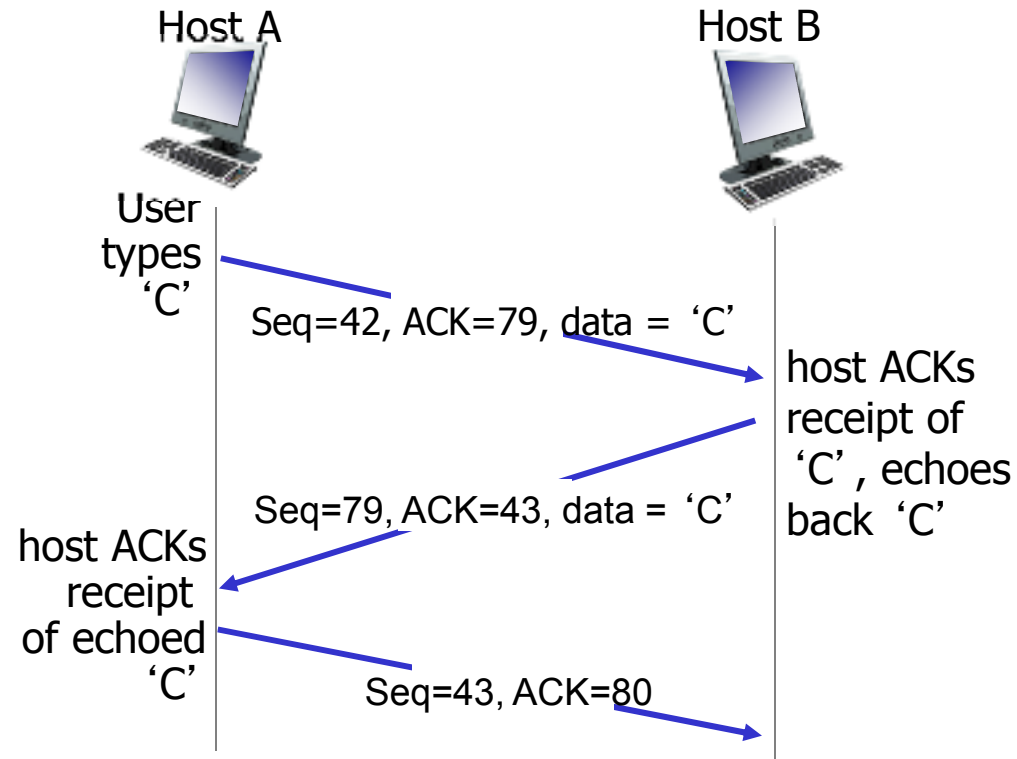 Host A
Host B
User
types
‘C’
Seq=42, ACK=79, data = ‘C’
host ACKs
receipt of
‘C’, echoes
back ‘C’
Seq=79, ACK=43, data = ‘C’
host ACKs
receipt
of echoed
‘C’
Seq=43, ACK=80